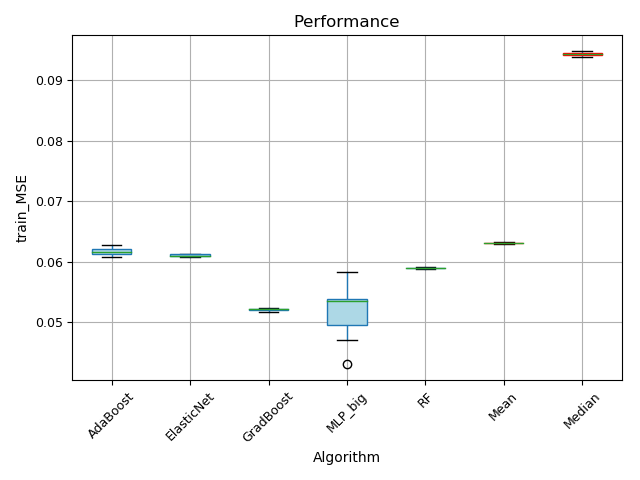 Performance
train_MSE
0.09
0.08
0.07
0.06
0.05
AdaBoost
ElasticNet
GradBoost
MLP_big
RF
Mean
Median
Algorithm